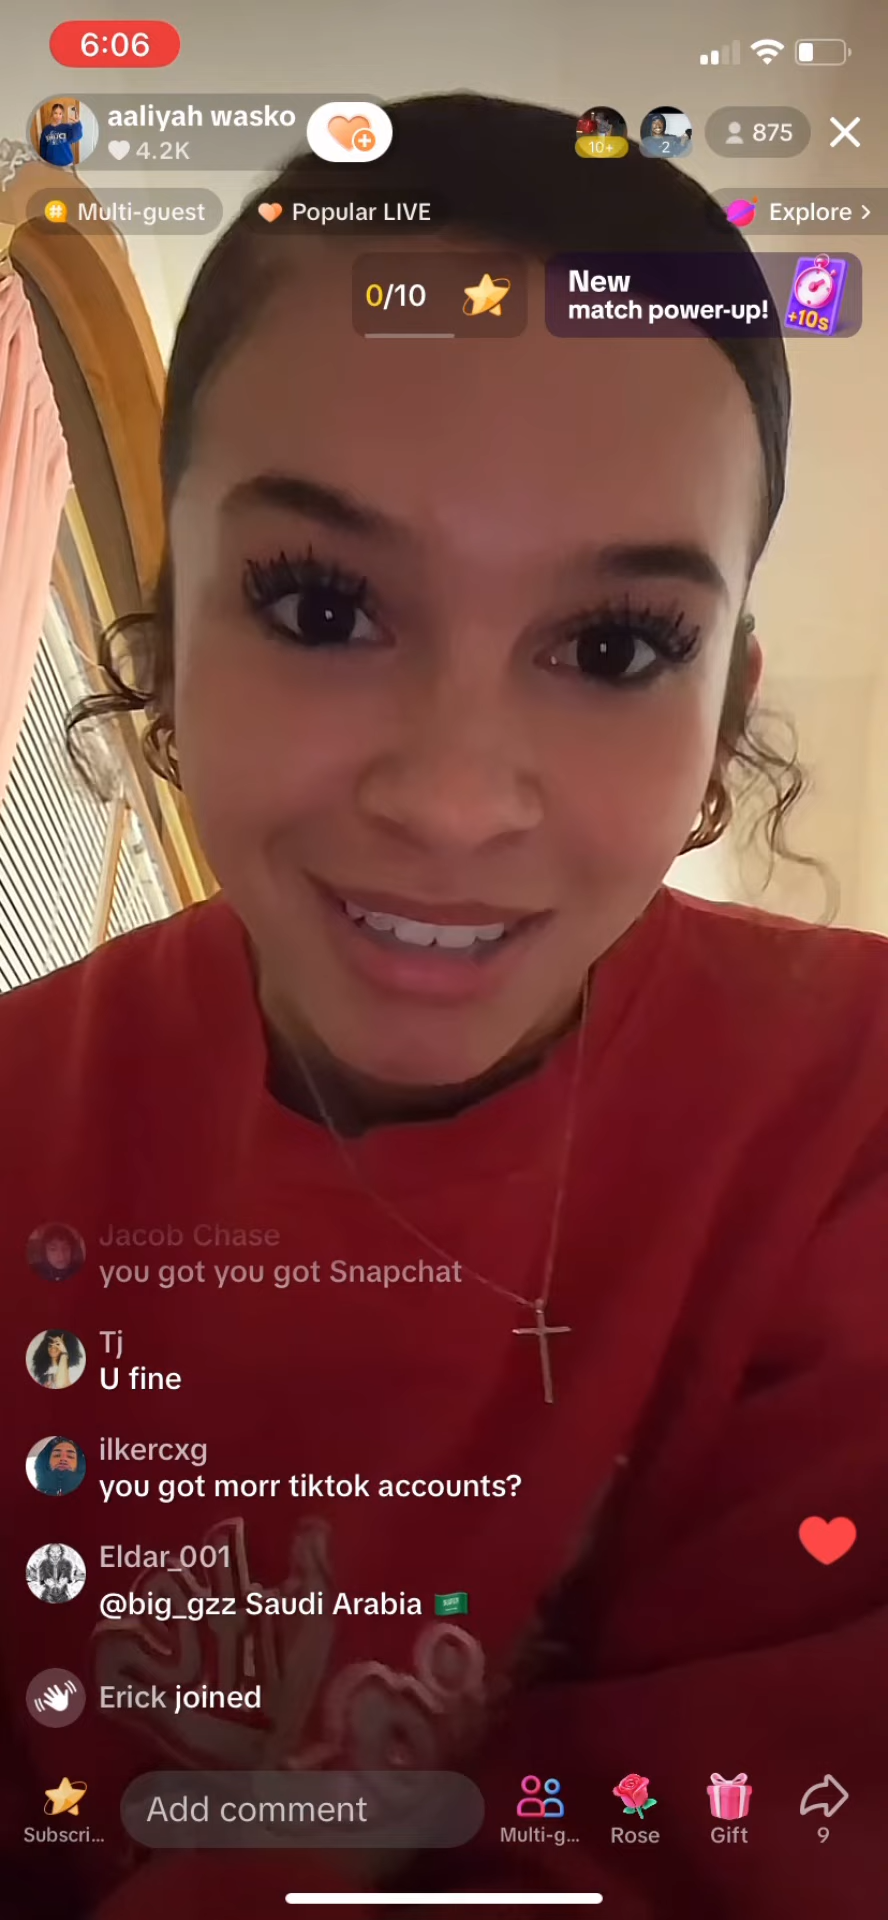 6:06
aaliyah wasko
4.2K
10+
2
875
Multi-guest
Popular LIVE
Explore >
0/10
New
match power-up!
+10s
Jacob Chase
you got you got Snapchat
Tj
U fine
ilkercxg
you got morr tiktok accounts?
Eldar_001
@big_gzz Saudi Arabia 🇸🇦
Erick joined
Add comment
Subscri...
Multi-g...
Rose
Gift
9